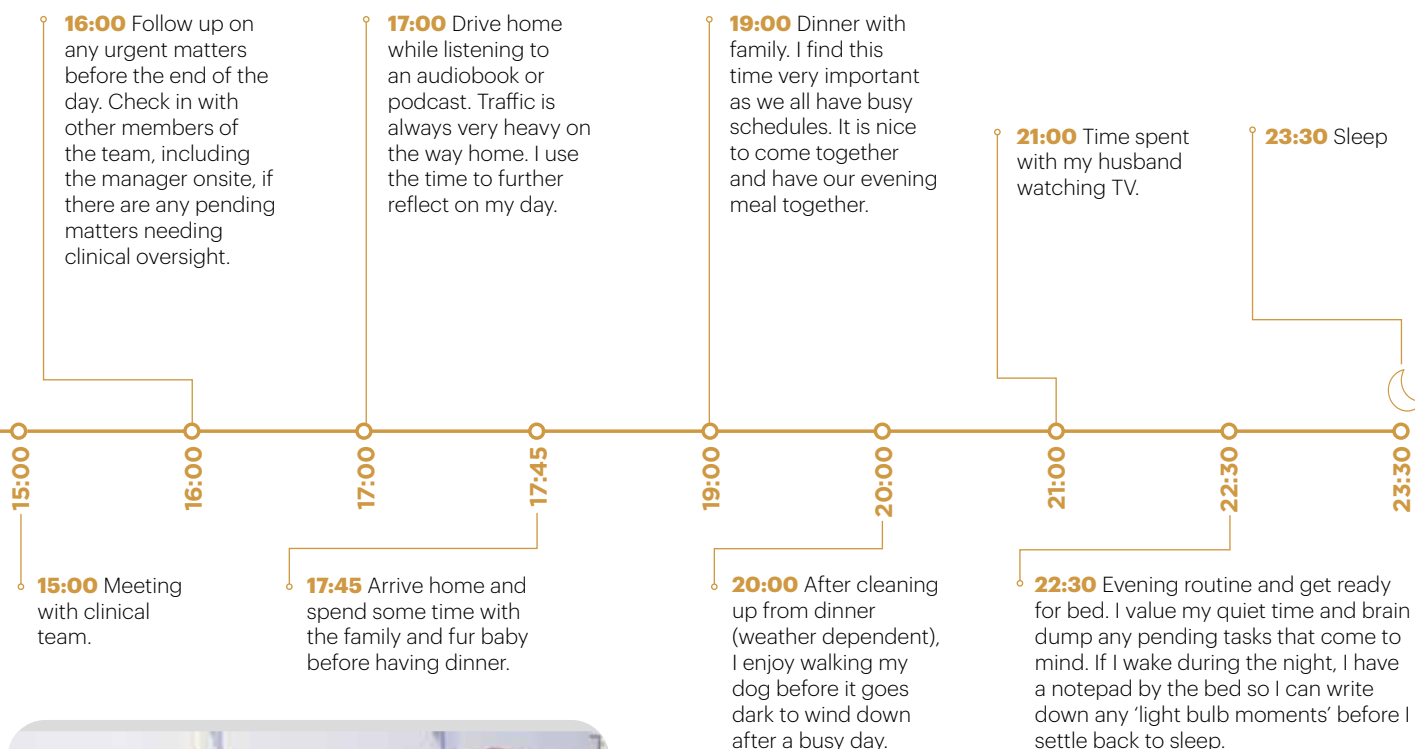 16:00 Follow up on
any urgent matters
before the end of the
day. Check in with
other members of
the team, including
the manager onsite, if
there are any pending
matters needing
clinical oversight.
17:00 Drive home
while listening to
an audiobook or
podcast. Traffic is
always very heavy on
the way home. I use
the time to further
reflect on my day.
19:00 Dinner with
family. I find this
time very important
as we all have busy
schedules. It is nice
to come together
and have our evening
meal together.
21:00 Time spent
with my husband
watching TV.
23:30 Sleep
15:00
16:00
17:00
17:45
19:00
20:00
21:00
22:30
23:30
15:00 Meeting
with clinical
team.
17:45 Arrive home and
spend some time with
the family and fur baby
before having dinner.
20:00 After cleaning
up from dinner
(weather dependent),
I enjoy walking my
dog before it goes
dark to wind down
after a busy day.
22:30 Evening routine and get ready
for bed. I value my quiet time and brain
dump any pending tasks that come to
mind. If I wake during the night, I have
a notepad by the bed so I can write
down any ‘light bulb moments’ before I
settle back to sleep.